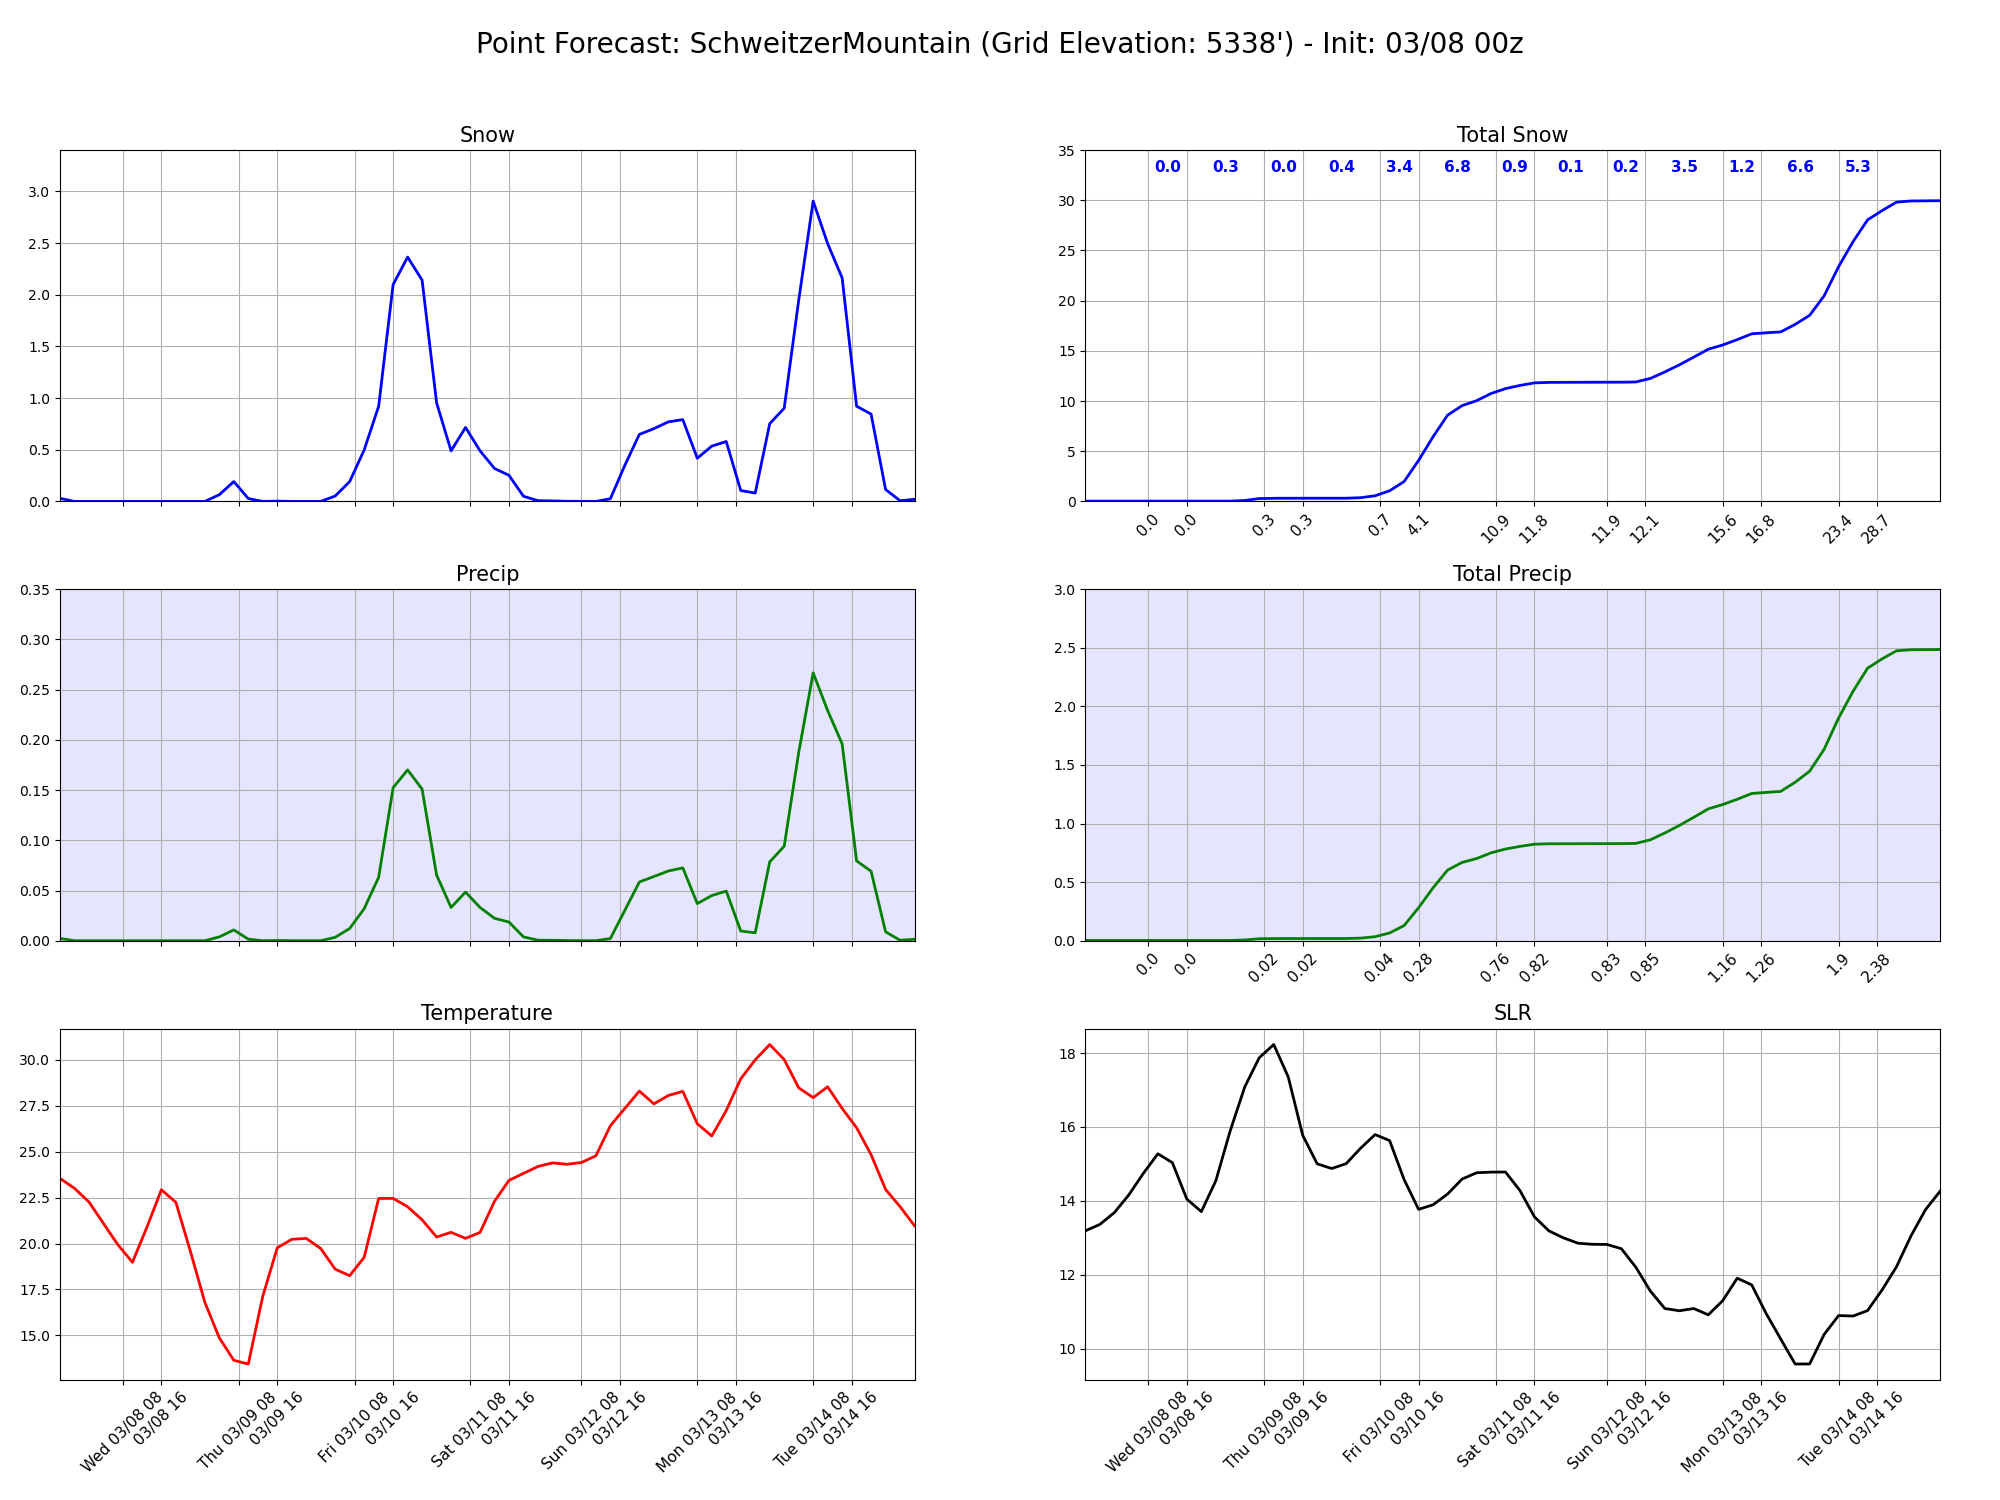 Point Forecast: SchweitzerMountain (Grid Elevation: 5338') - Init: 03/08 00z
Snow
3.0
2.5
2.0
1.5
1.0
0.5
0.0
Total Snow
0.0 0.3 0.0 0.4 3.4 6.8 0.9 0.1 0.2 3.5 1.2 6.6 5.3
35
30
25
20
15
10
5
0
0.0 0.0 0.3 0.3 0.7 4.1 10.9 11.8 11.9 12.1 15.6 16.8 23.4 28.7
Precip
0.35
0.30
0.25
0.20
0.15
0.10
0.05
0.00
Total Precip
3.0
2.5
2.0
1.5
1.0
0.5
0.0
0.0 0.0 0.02 0.02 0.04 0.28 0.76 0.82 0.83 0.85 1.16 1.26 1.9 2.38
Temperature
30.0
27.5
25.0
22.5
20.0
17.5
15.0
Wed 03/08 08
03/08 16
Thu 03/09 08
03/09 16
Fri 03/10 08
03/10 16
Sat 03/11 08
03/11 16
Sun 03/12 08
03/12 16
Mon 03/13 08
03/13 16
Tue 03/14 08
03/14 16
SLR
18
16
14
12
10
Wed 03/08 08
03/08 16
Thu 03/09 08
03/09 16
Fri 03/10 08
03/10 16
Sat 03/11 08
03/11 16
Sun 03/12 08
03/12 16
Mon 03/13 08
03/13 16
Tue 03/14 08
03/14 16